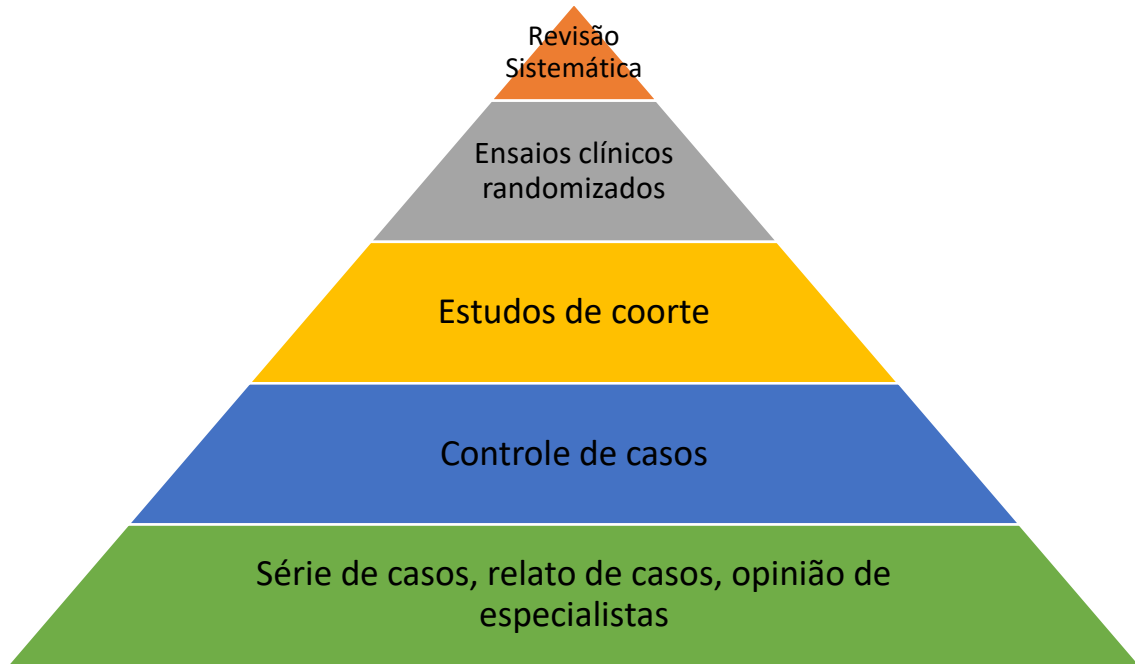 Revisão
Sistemática
Ensaios clínicos
randomizados
Estudos de coorte
Controle de casos
Série de casos, relato de casos, opinião de
especialistas